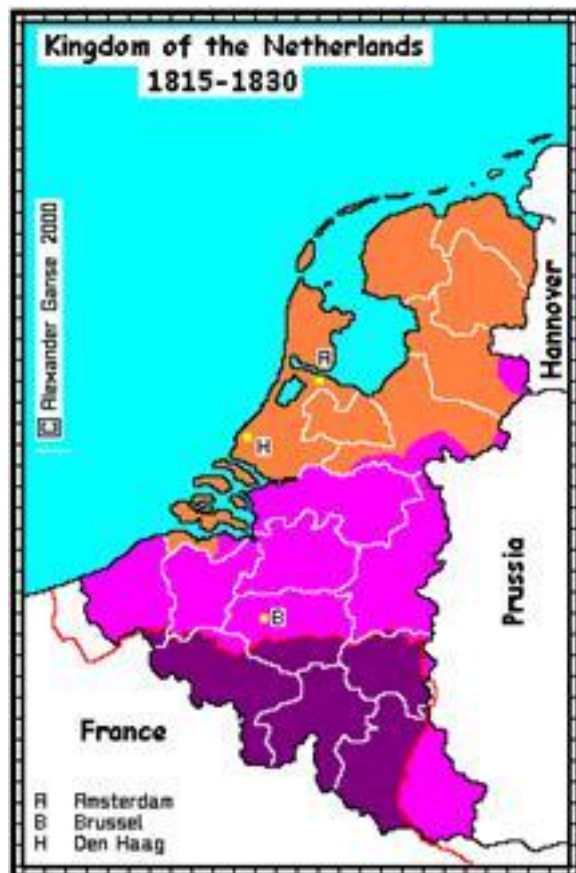 Kingdom of the Netherlands
1815-1830
© Alexander Ganse 2000
Hannover
A
H
Prussia
B
France
A Amsterdam
B Brussel
H Den Haag